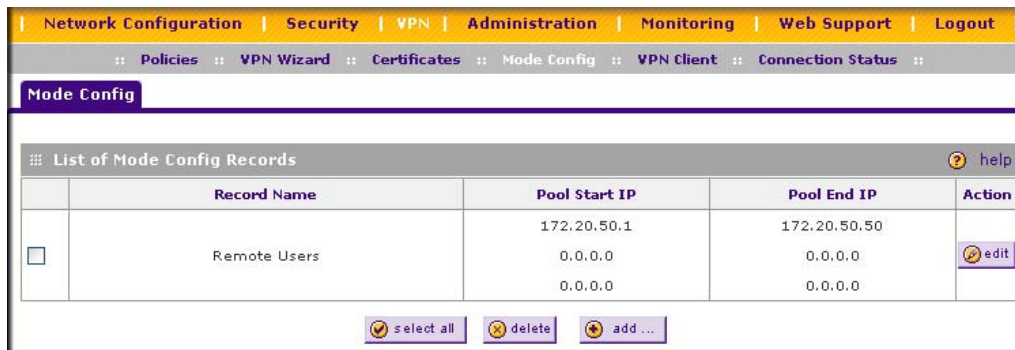 Network Configuration | Security | VPN | Administration | Monitoring | Web Support | Logout
:: Policies :: VPN Wizard :: Certificates :: Mode Config :: VPN Client :: Connection Status ::
Mode Config
List of Mode Config Records ? help
Record Name Pool Start IP Pool End IP Action
172.20.50.1 172.20.50.50
Remote Users 0.0.0.0 0.0.0.0 edit
0.0.0.0 0.0.0.0
select all delete add ...